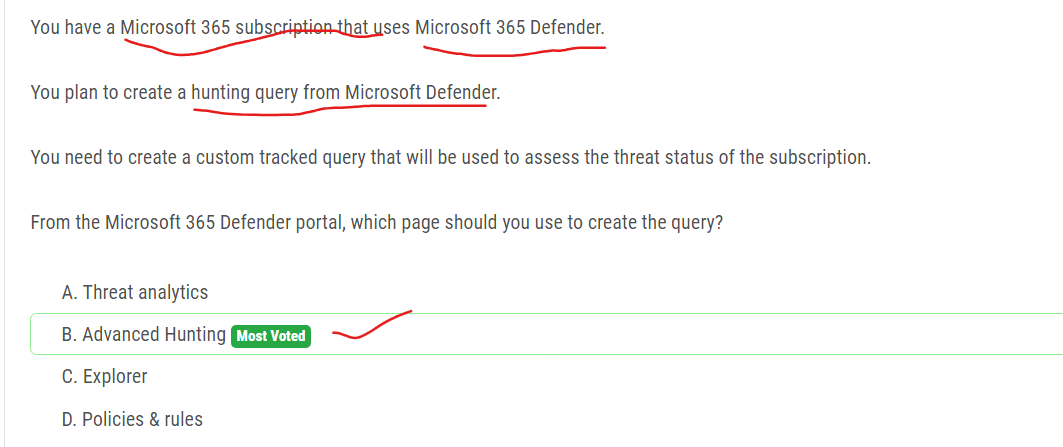 You have a Microsoft 365 subscription that uses Microsoft 365 Defender.
You plan to create a hunting query from Microsoft Defender.
You need to create a custom tracked query that will be used to assess the threat status of the subscription.
From the Microsoft 365 Defender portal, which page should you use to create the query?
A. Threat analytics
B. Advanced Hunting Most Voted
C. Explorer
D. Policies & rules